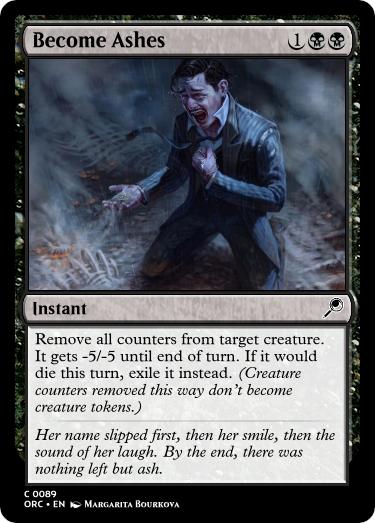 Become Ashes 1
Instant
Remove all counters from target creature.
It gets -5/-5 until end of turn. If it would
die this turn, exile it instead. (Creature
counters removed this way don't become
creature tokens.)
Her name slipped first, then her smile, then the
sound of her laugh. By the end, there was
nothing left but ash.
C 0089
ORC • EN Margarita Bourkova